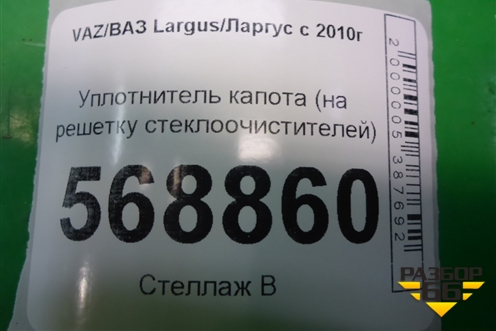 VAZ/ВАЗ Largus/Ларгус с 2010г
Уплотнитель капота (на
решетку стеклоочистителей)
568860
Стеллаж В
2000005387692
РАЗБОР
66